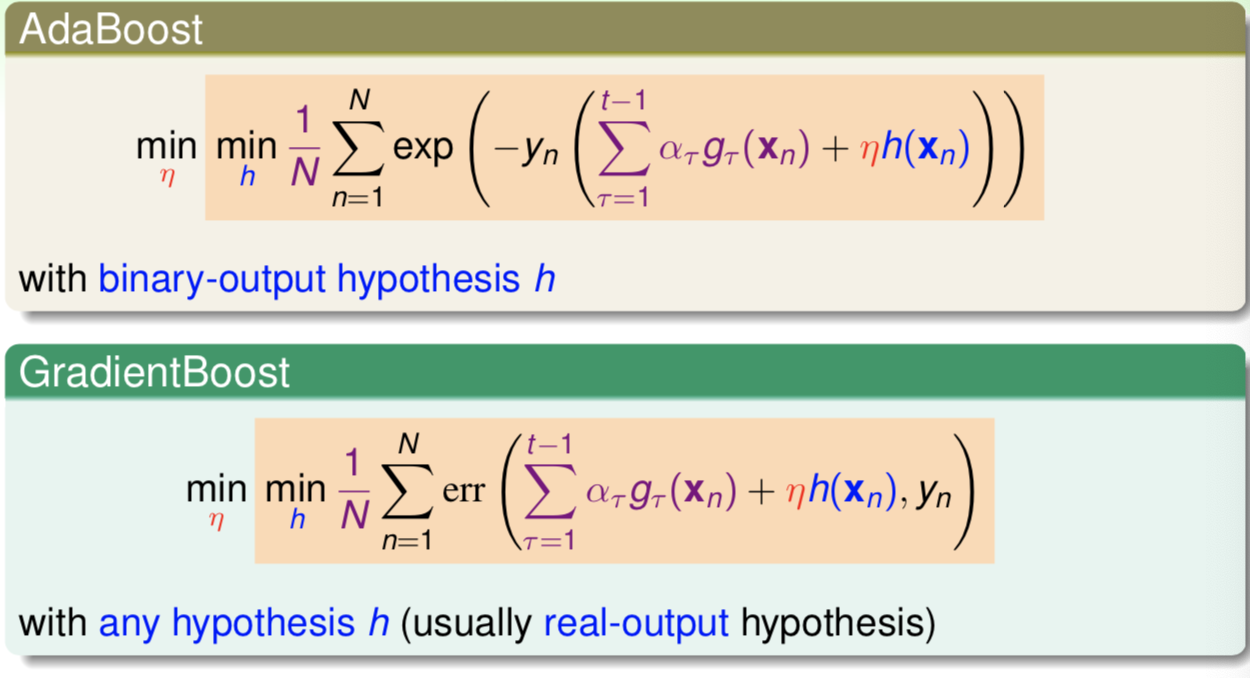 AdaBoost
$\min_{\eta} \min_{h} \frac{1}{N} \sum_{n=1}^{N} \exp\left(-y_n\left(\sum_{\tau=1}^{t-1} \alpha_\tau g_\tau(\mathbf{x}_n) + \eta h(\mathbf{x}_n)\right)\right)$
with binary-output hypothesis h
GradientBoost
$\min_{\eta} \min_{h} \frac{1}{N} \sum_{n=1}^{N} \text{err}\left(\sum_{\tau=1}^{t-1} \alpha_\tau g_\tau(\mathbf{x}_n) + \eta h(\mathbf{x}_n), y_n\right)$
with any hypothesis h (usually real-output hypothesis)